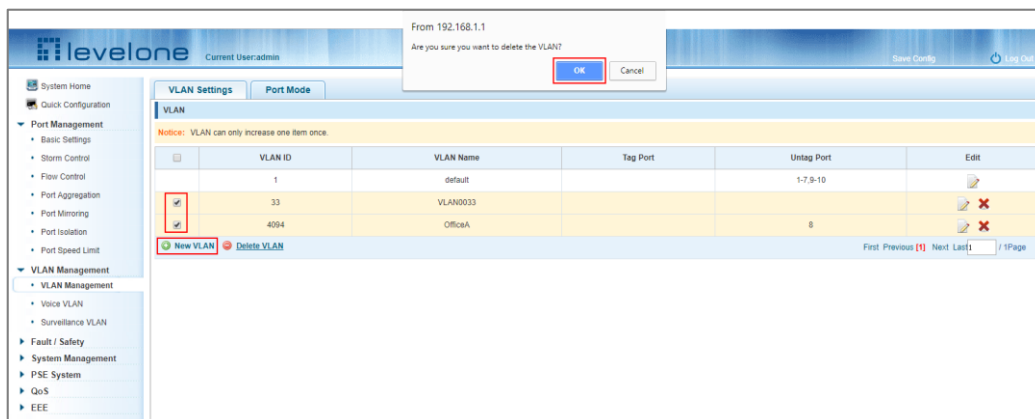 From 192.168.1.1
Are you sure you want to delete the VLAN?
OK Cancel
levelone Current User:admin Save Config Log Out
System Home
Quick Configuration
Port Management
Basic Settings
Storm Control
Flow Control
Port Aggregation
Port Mirroring
Port Isolation
Port Speed Limit
VLAN Management
VLAN Management
Voice VLAN
Surveillance VLAN
Fault / Safety
System Management
PSE System
QoS
EEE
VLAN Settings Port Mode
VLAN
Notice: VLAN can only increase one item once.
VLAN ID VLAN Name Tag Port Untag Port Edit
1 default 1-7,9-10
33 VLAN0033
4094 OfficeA 8
New VLAN Delete VLAN First Previous [1] Next Last 1 / 1Page